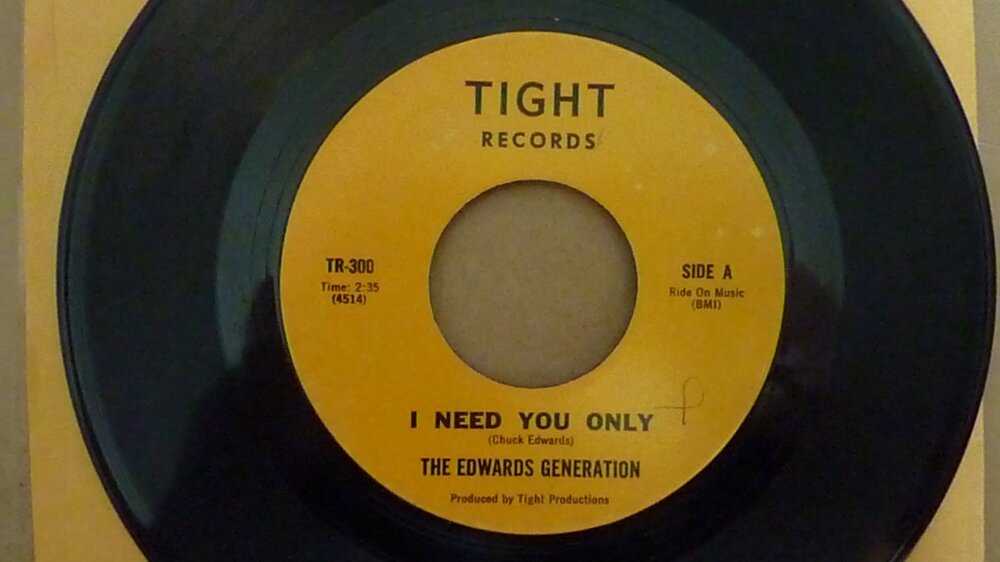 TIGHT
RECORDS
TR-300
Time: 2:35
(4514)
SIDE A
Ride On Music
(BMI)
I NEED YOU ONLY
(Chuck Edwards)
THE EDWARDS GENERATION
Produced by Tight Productions